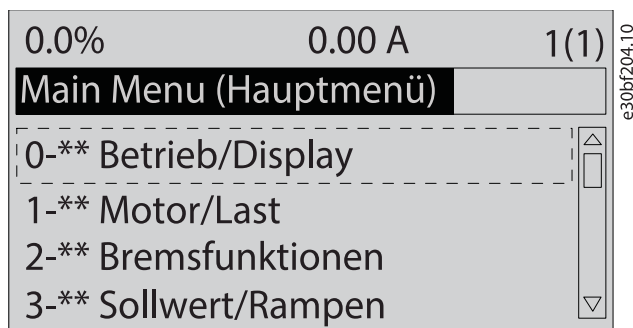 0.0% 0.00 A 1(1)
Main Menu (Hauptmenü)
0-** Betrieb/Display
1-** Motor/Last
2-** Bremsfunktionen
3-** Sollwert/Rampen
e30bf204.10